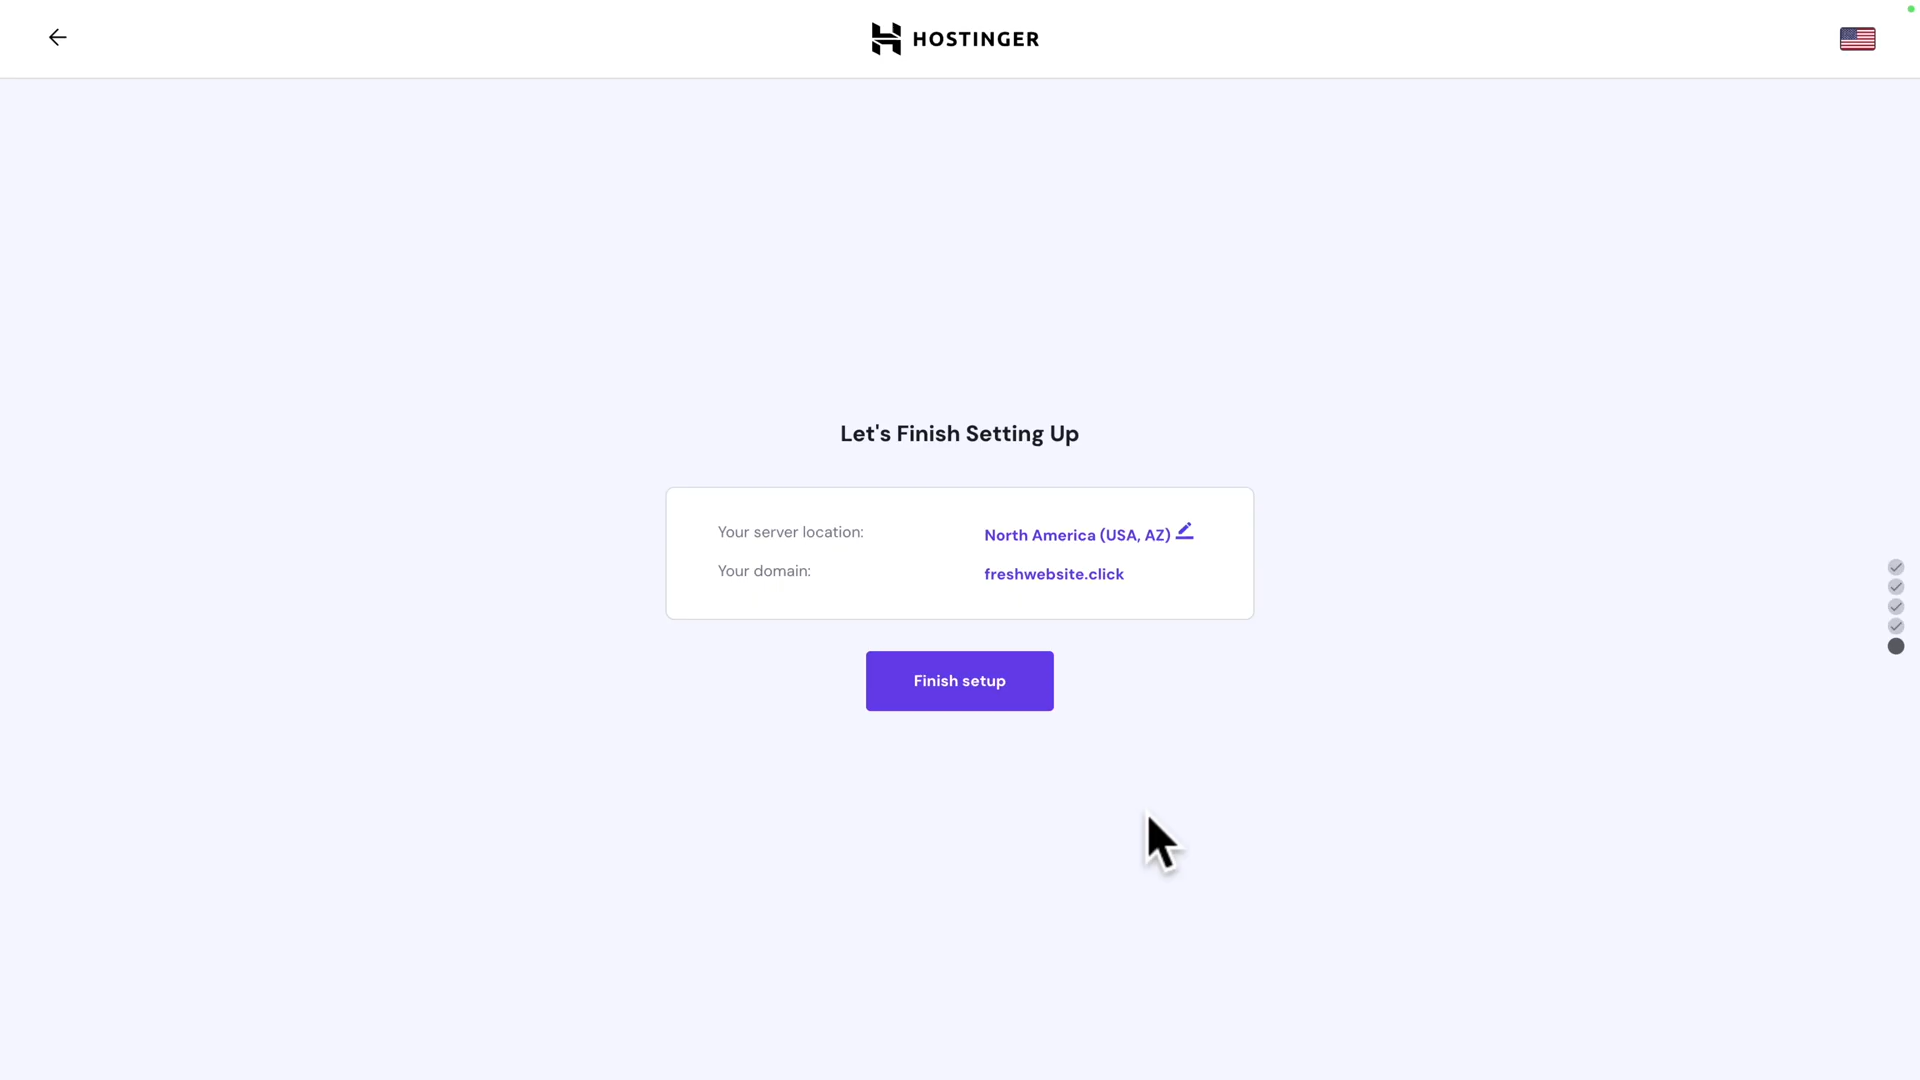 HOSTINGER
Let's Finish Setting Up
Your server location:
North America (USA, AZ)
Your domain:
freshwebsite.click
Finish setup